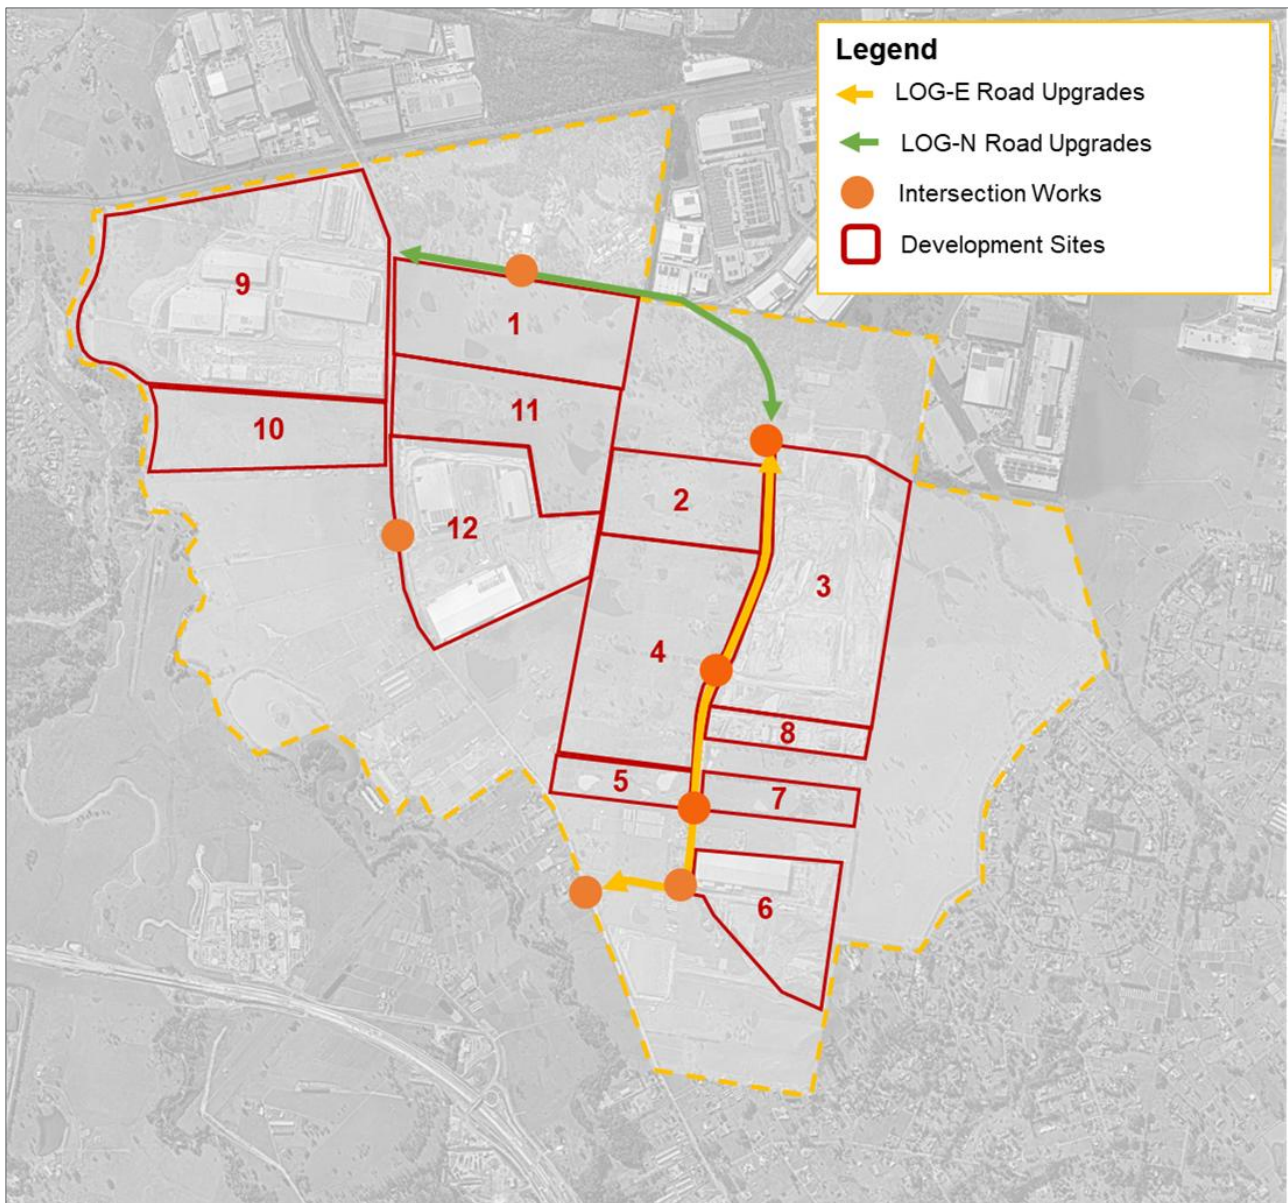 Legend
LOG-E Road Upgrades
LOG-N Road Upgrades
Intersection Works
Development Sites
9
1
11
10
2
12
3
4
8
5
7
6